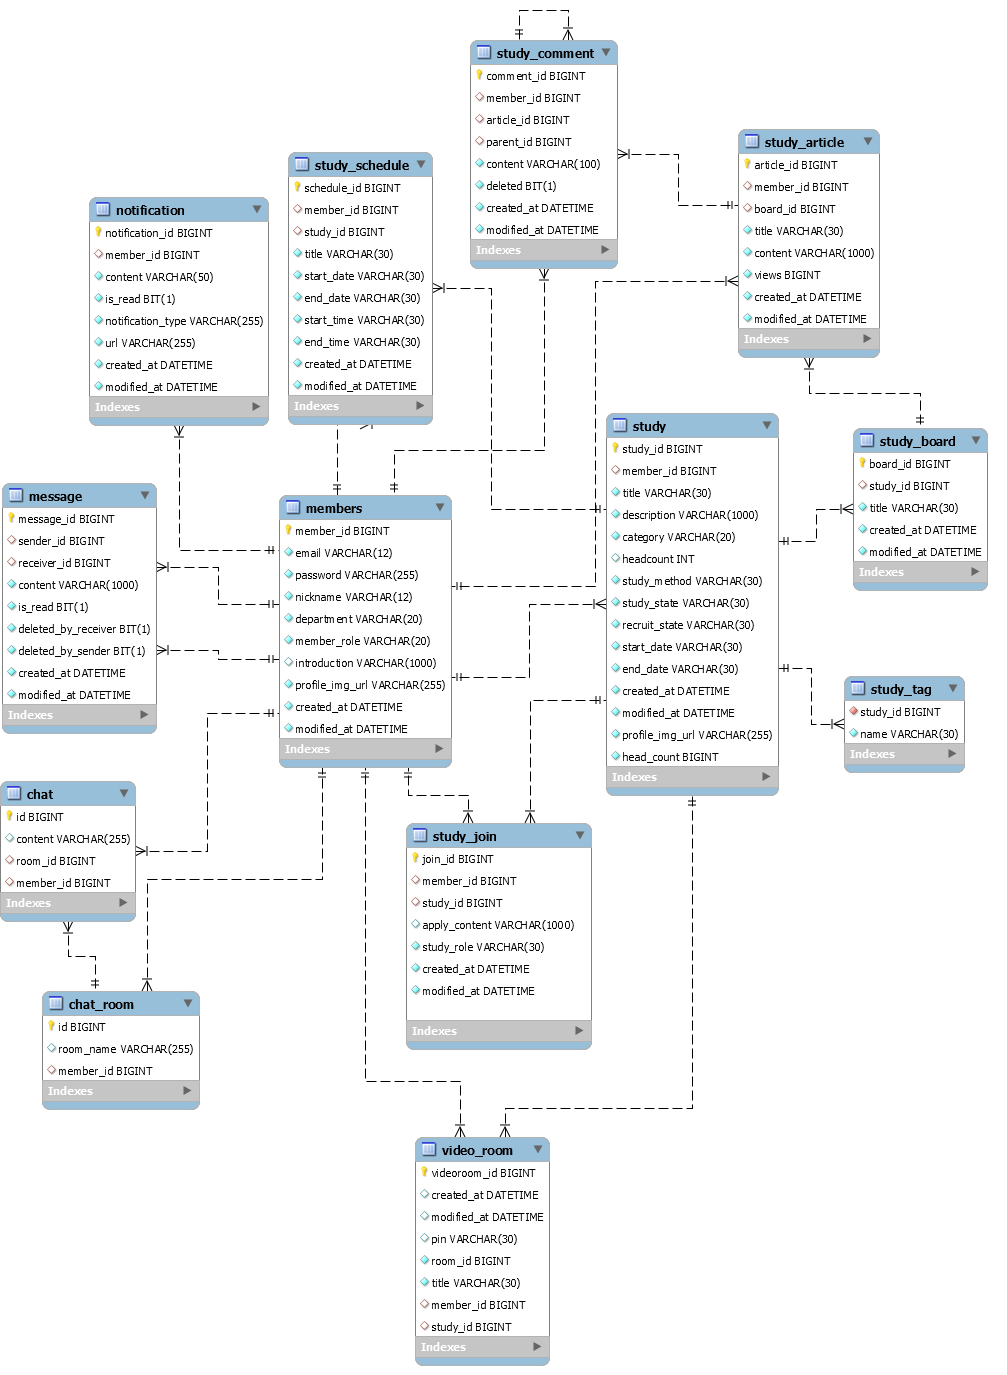 study_comment
comment_id BIGINT
member_id BIGINT
article_id BIGINT
parent_id BIGINT
content VARCHAR(100)
deleted BIT(1)
created_at DATETIME
modified_at DATETIME
Indexes
study_article
article_id BIGINT
member_id BIGINT
board_id BIGINT
title VARCHAR(30)
content VARCHAR(1000)
views BIGINT
created_at DATETIME
modified_at DATETIME
Indexes
study_schedule
schedule_id BIGINT
member_id BIGINT
study_id BIGINT
title VARCHAR(30)
start_date VARCHAR(30)
end_date VARCHAR(30)
start_time VARCHAR(30)
end_time VARCHAR(30)
created_at DATETIME
modified_at DATETIME
Indexes
notification
notification_id BIGINT
member_id BIGINT
content VARCHAR(50)
is_read BIT(1)
notification_type VARCHAR(255)
url VARCHAR(255)
created_at DATETIME
modified_at DATETIME
Indexes
study
study_id BIGINT
member_id BIGINT
title VARCHAR(30)
description VARCHAR(1000)
category VARCHAR(20)
headcount INT
study_method VARCHAR(30)
study_state VARCHAR(30)
recruit_state VARCHAR(30)
start_date VARCHAR(30)
end_date VARCHAR(30)
created_at DATETIME
modified_at DATETIME
profile_img_url VARCHAR(255)
head_count BIGINT
Indexes
study_board
board_id BIGINT
study_id BIGINT
title VARCHAR(30)
created_at DATETIME
modified_at DATETIME
Indexes
message
message_id BIGINT
sender_id BIGINT
receiver_id BIGINT
content VARCHAR(1000)
is_read BIT(1)
deleted_by_receiver BIT(1)
deleted_by_sender BIT(1)
created_at DATETIME
modified_at DATETIME
Indexes
members
member_id BIGINT
email VARCHAR(12)
password VARCHAR(255)
nickname VARCHAR(12)
department VARCHAR(20)
member_role VARCHAR(20)
introduction VARCHAR(1000)
profile_img_url VARCHAR(255)
created_at DATETIME
modified_at DATETIME
Indexes
study_tag
study_id BIGINT
name VARCHAR(30)
Indexes
chat
id BIGINT
content VARCHAR(255)
room_id BIGINT
member_id BIGINT
Indexes
study_join
join_id BIGINT
member_id BIGINT
study_id BIGINT
apply_content VARCHAR(1000)
study_role VARCHAR(30)
created_at DATETIME
modified_at DATETIME
Indexes
chat_room
id BIGINT
room_name VARCHAR(255)
member_id BIGINT
Indexes
video_room
videoroom_id BIGINT
created_at DATETIME
modified_at DATETIME
pin VARCHAR(30)
room_id BIGINT
title VARCHAR(30)
member_id BIGINT
study_id BIGINT
Indexes